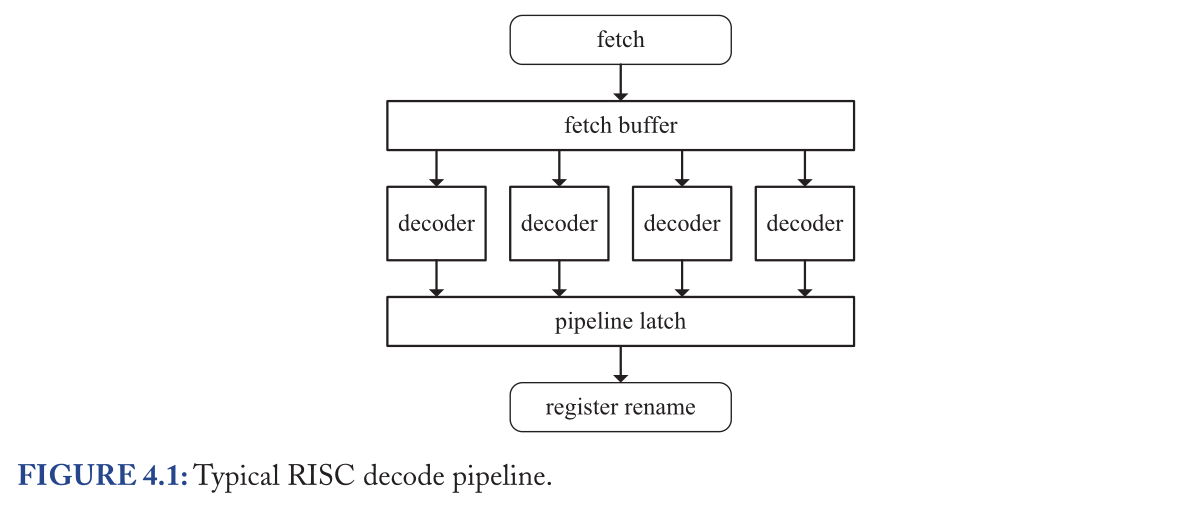 fetch
fetch buffer
decoder decoder decoder decoder
pipeline latch
register rename
FIGURE 4.1: Typical RISC decode pipeline.